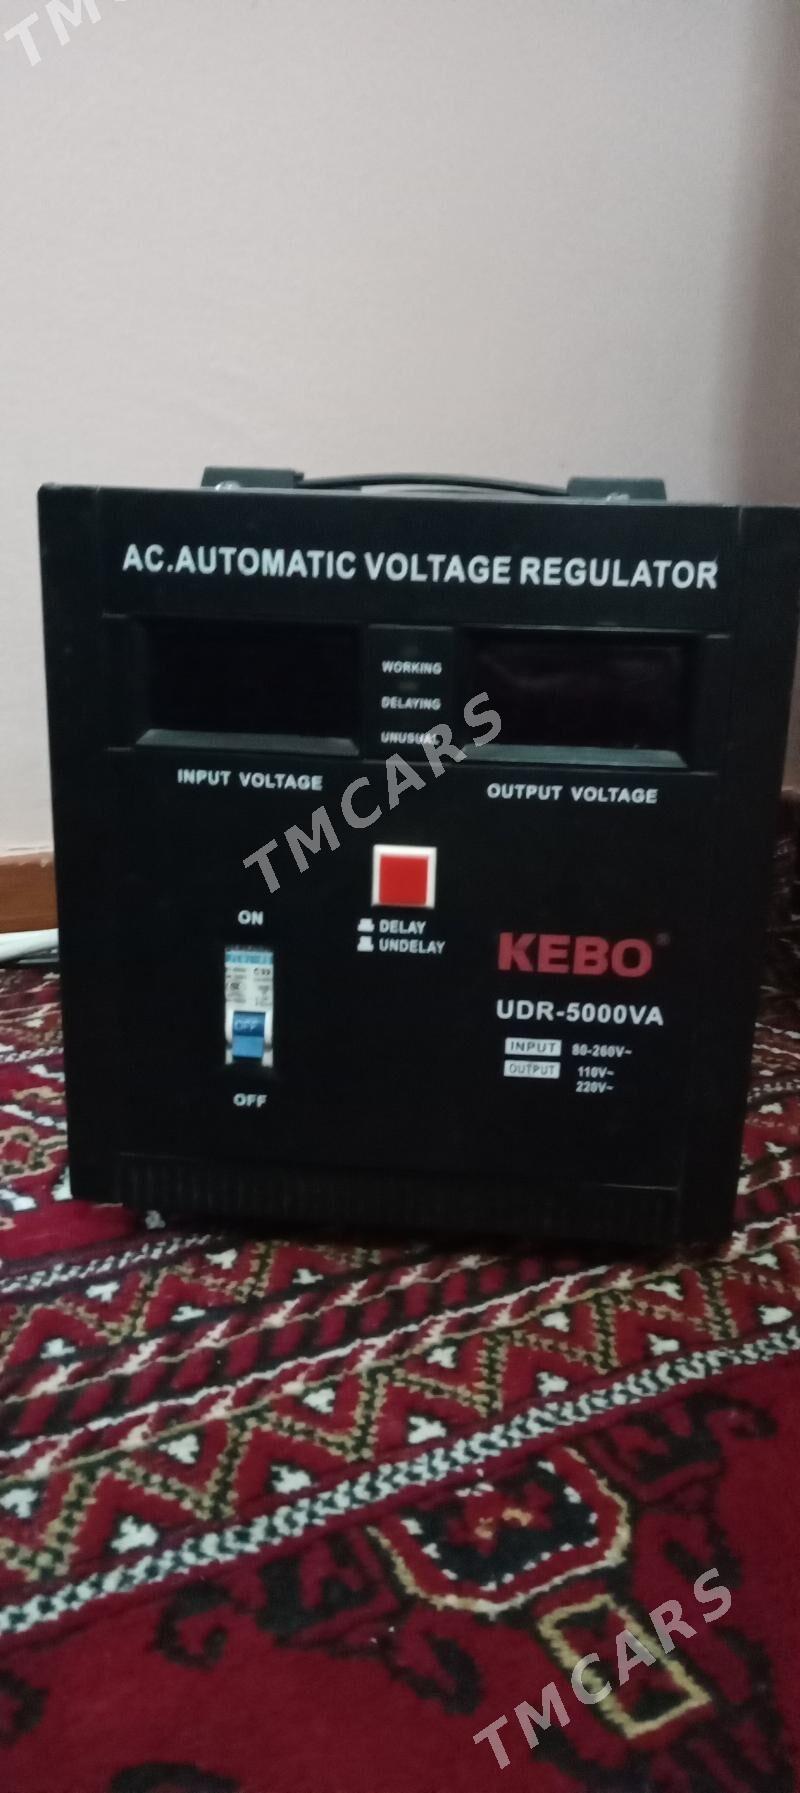 TMCARS
AC.AUTOMATIC VOLTAGE REGULATOR
WORKING
DELAYING
UNUSUAL
INPUT VOLTAGE
OUTPUT VOLTAGE
TMCARS
ON
DELAY
UNDELAY
OFF
OFF
KEBO®
UDR-5000VA
INPUT 80-260V~
OUTPUT 110V~
220V~
TMCARS